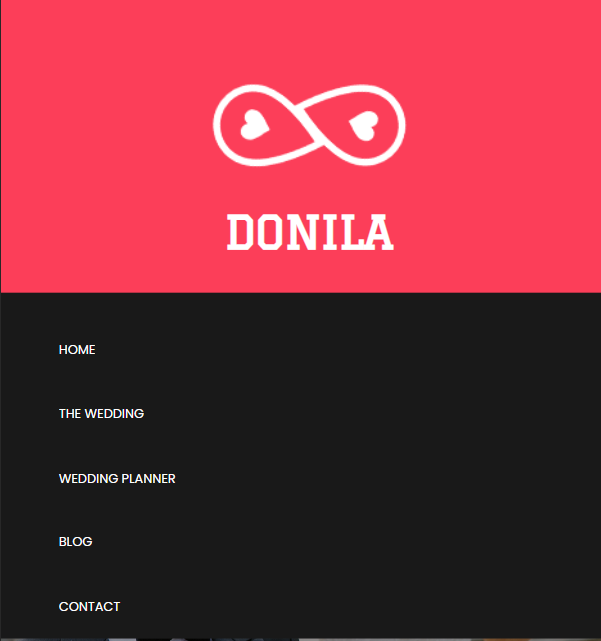 DONILA
HOME
THE WEDDING
WEDDING PLANNER
BLOG
CONTACT